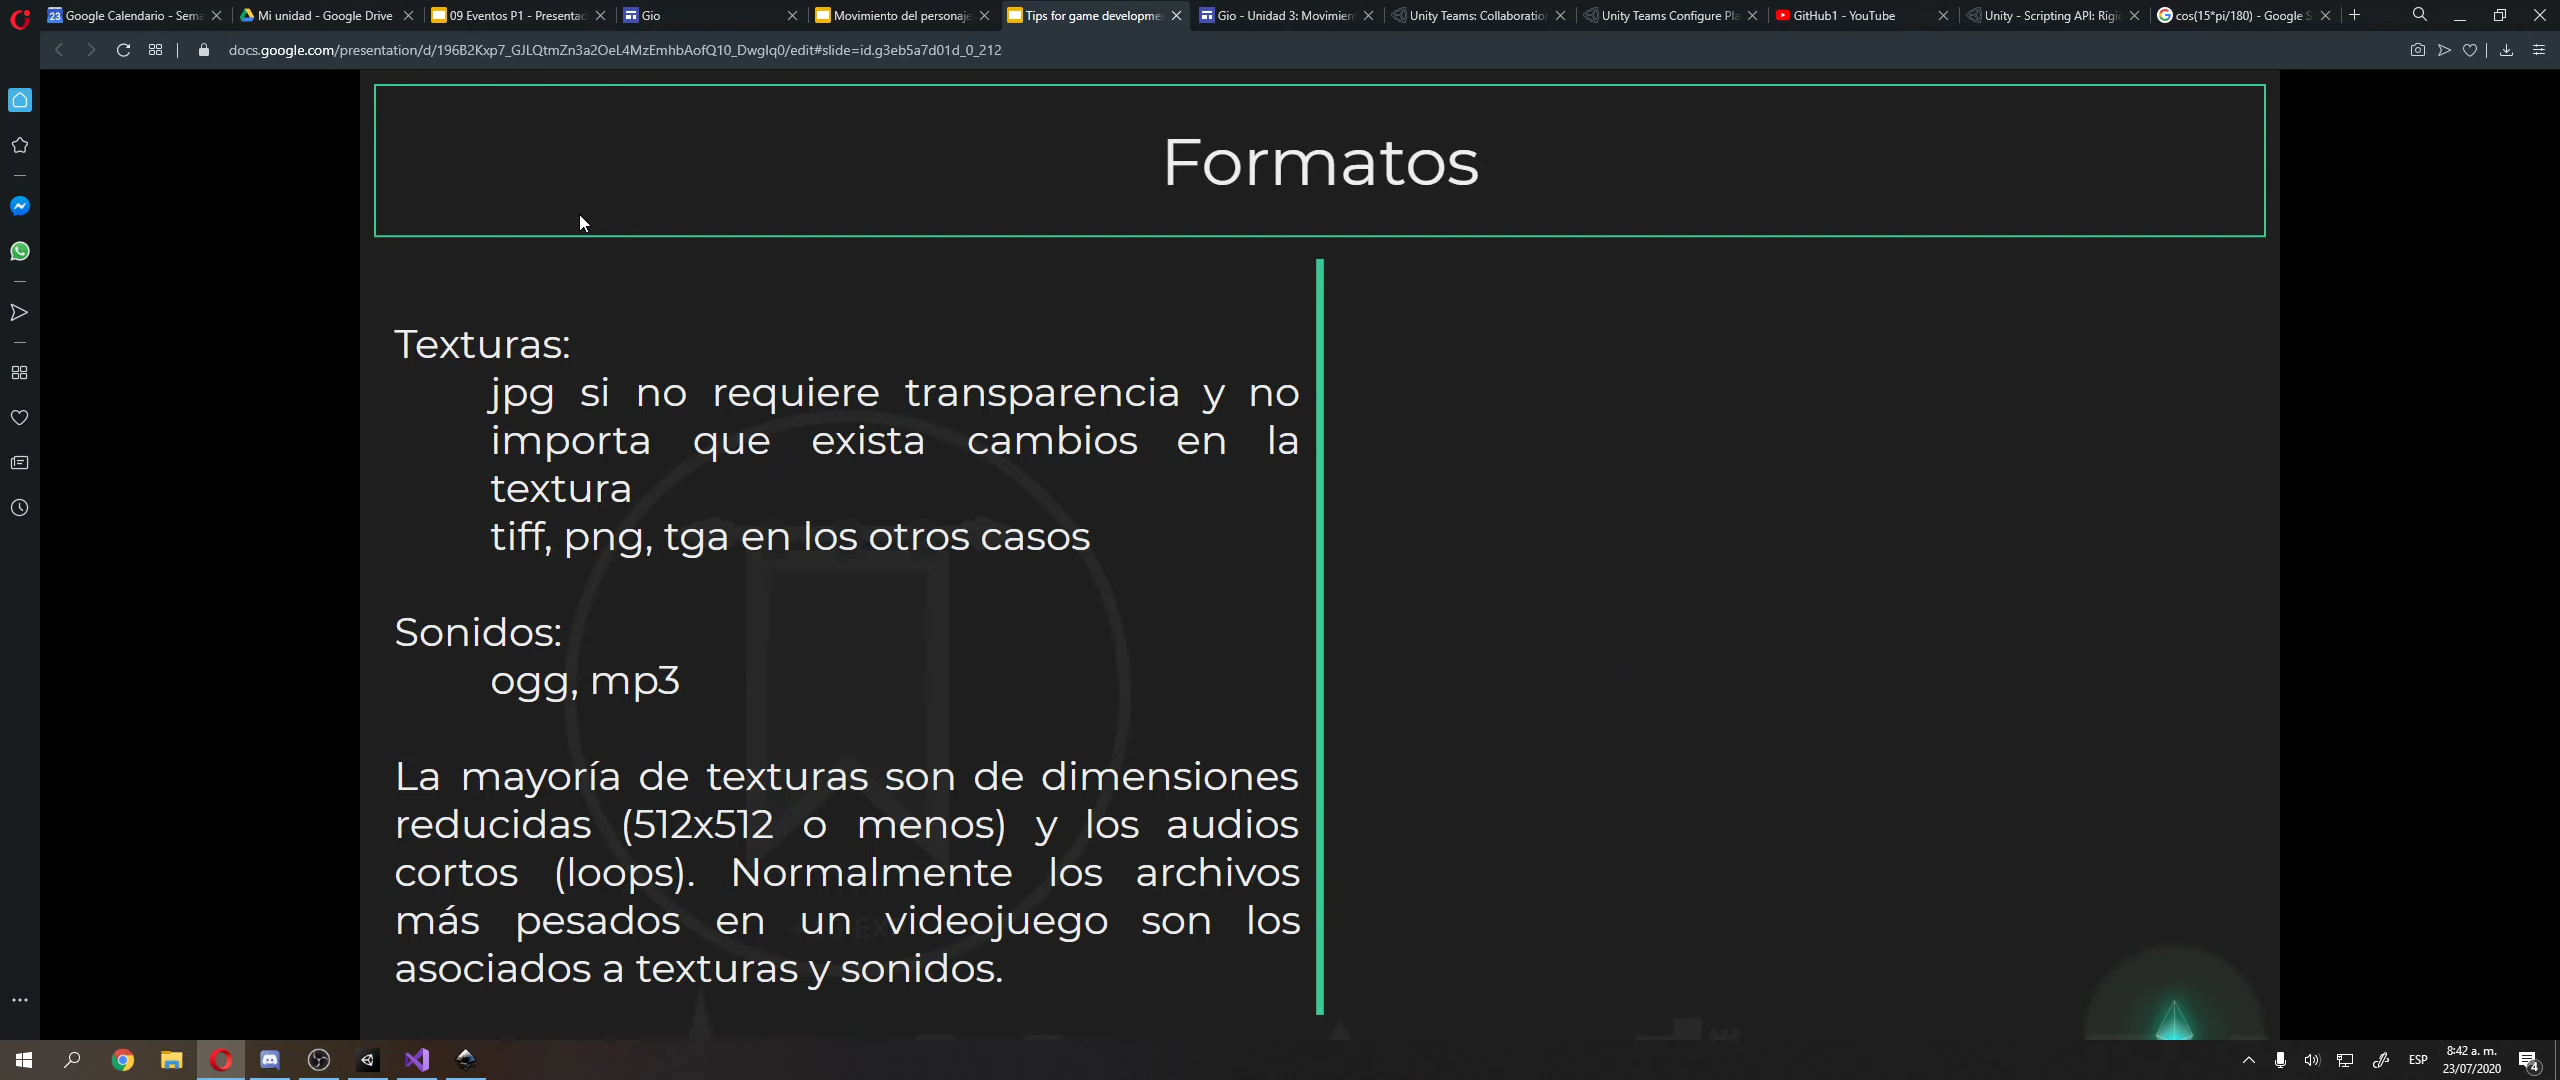 Google Calendario - Sema
Mi unidad - Google Drive
09 Eventos P1 - Presentac
Gio
Movimiento del personaje
Tips for game developme
Gio - Unidad 3: Movimien
Unity Teams: Collaboratio
Unity Teams Configure Pla
GitHub1 - YouTube
Unity - Scripting API: Rigi
cos(15*pi/180) - Google S
docs.google.com/presentation/d/196B2Kxp7_GJLQtmZn3a2OeL4MzEmhbAofQ10_DwgIq0/edit#slide=id.g3eb5a7d01d_0_212
Formatos
Texturas:
jpg si no requiere transparencia y no
importa que exista cambios en la
textura
tiff, png, tga en los otros casos
Sonidos:
ogg, mp3
La mayoría de texturas son de dimensiones
reducidas (512x512 o menos) y los audios
cortos (loops). Normalmente los archivos
más pesados en un videojuego son los
asociados a texturas y sonidos.
ESP
8:42 a. m.
23/07/2020
4